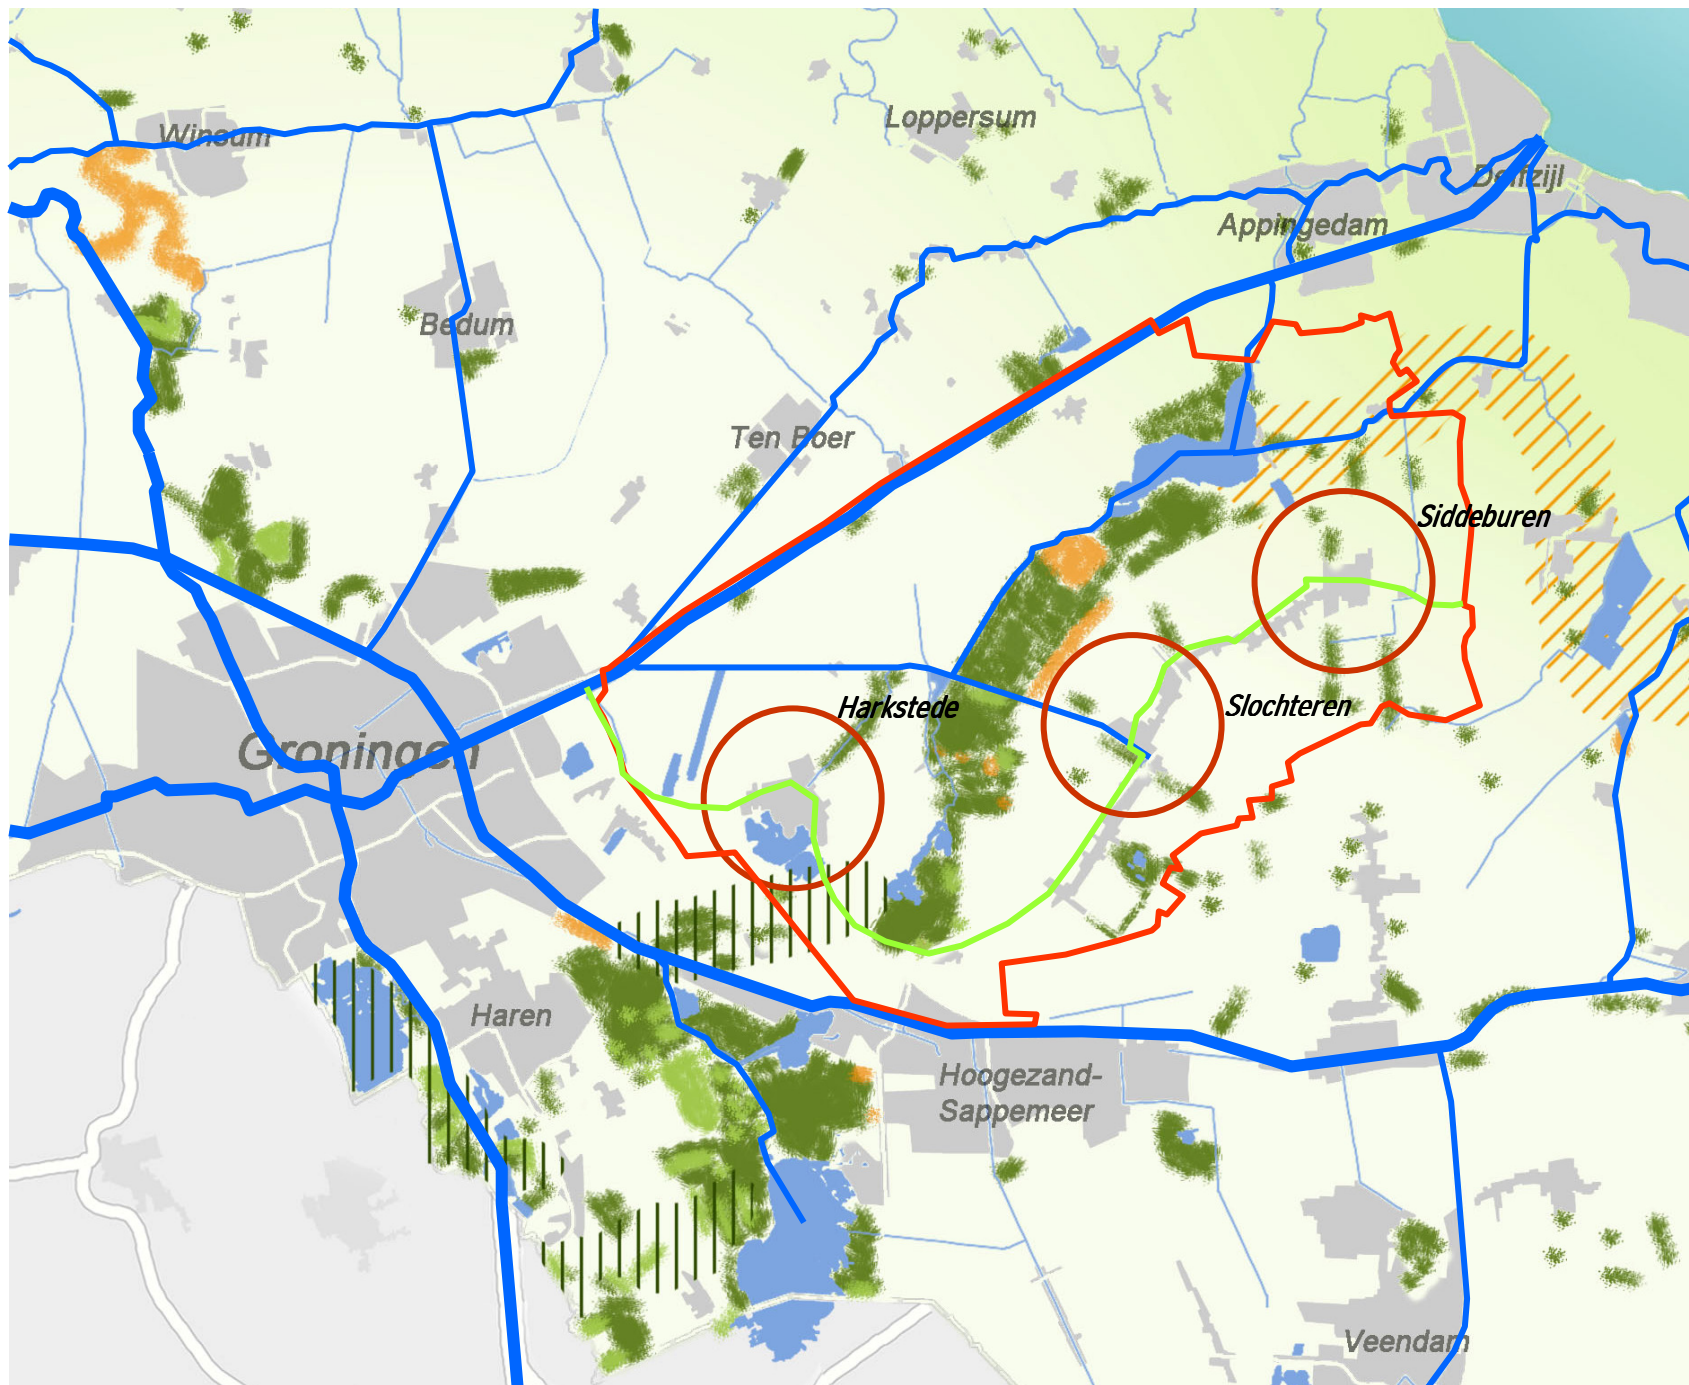 Loppersum
Winsum
Delfzijl
Appingedam
Bedum
Ten Boer
Siddeburen
Harkstede
Slochteren
Groningen
Haren
Hoogezand-
Sappemeer
Veendam